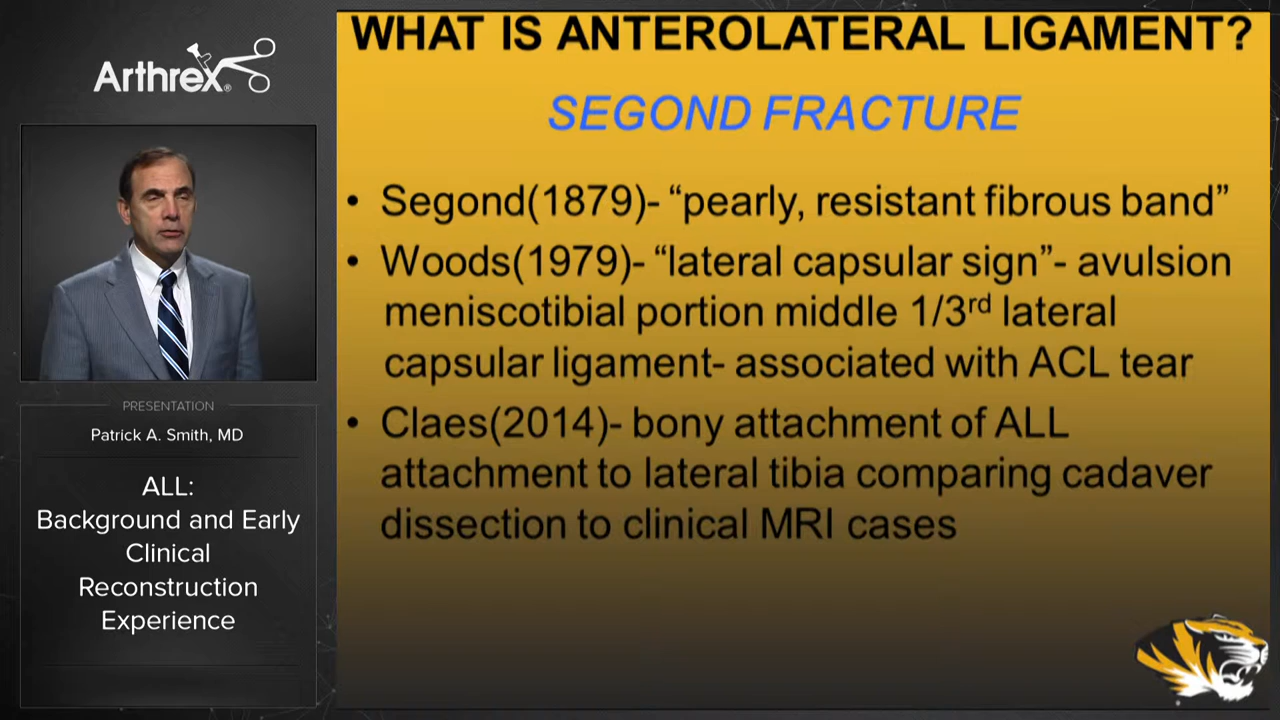 Arthrex®
PRESENTATION
Patrick A. Smith, MD
ALL:
Background and Early
Clinical
Reconstruction
Experience
WHAT IS ANTEROLATERAL LIGAMENT?
SEGOND FRACTURE
• Segond(1879)- “pearly, resistant fibrous band”
• Woods(1979)- “lateral capsular sign”- avulsion
meniscotibial portion middle 1/3rd lateral
capsular ligament- associated with ACL tear
• Claes(2014)- bony attachment of ALL
attachment to lateral tibia comparing cadaver
dissection to clinical MRI cases